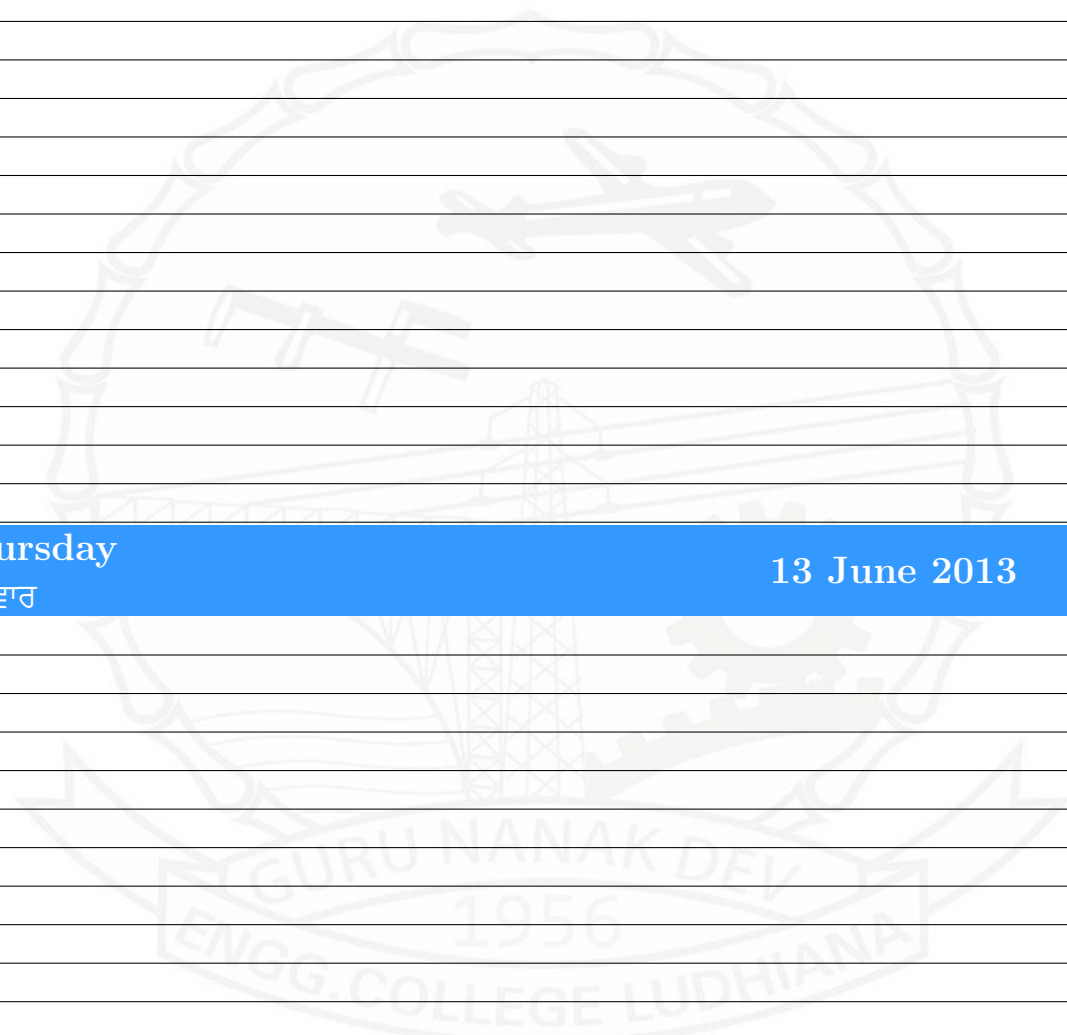 ursday
13 June 2013
ਵਾਰ
GURU NANAK DEV
1956
ENGG.COLLEGE LUDHIANA